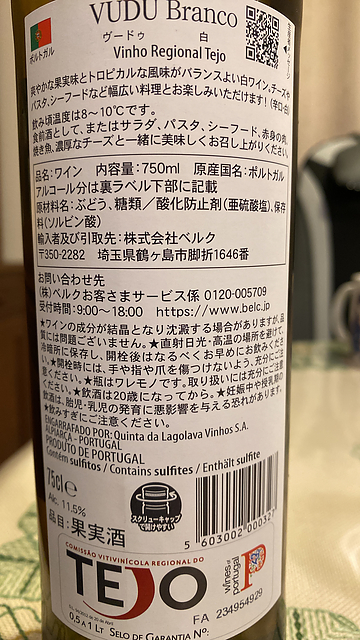 VUDU Branco
ヴードゥ 白
Vinho Regional Tejo
ポルトガル
爽やかな果実味とトロピカルな風味がバランスよい白ワイン。チーズや
パスタ、シーフードなど幅広い料理とお楽しみいただけます!(辛口・白)
飲み頃温度は8～10℃です。
食前酒として、またはサラダ、パスタ、シーフード、赤身の肉、
焼き魚、濃厚なチーズと一緒に美味しくお召し上がりください。
品名:ワイン 内容量:750ml 原産国名:ポルトガル
アルコール分は裏ラベル下部に記載
原材料名:ぶどう、糖類/酸化防止剤(亜硫酸塩)、保存
料(ソルビン酸)
輸入者及び引取先:株式会社ベルク
〒350-2282 埼玉県鶴ヶ島市脚折1646番
お問い合わせ先
(株)ベルクお客さまサービス係 0120-005709
受付時間:9:00～18:00 https://www.belc.jp
★ワインの成分が結晶となり沈澱する場合がありますが、品
質には問題ございません。★直射日光・高温の場所を避けて、
冷暗所に保存し、開栓後はなるべくお早めにお飲みくださ
い。★開栓時には、手や指や爪を傷つけないよう、充分にご注
意ください。★瓶はワレモノです。取り扱いには充分にご注意
ください。★飲酒は20歳になってから。★妊娠中や授乳期の
飲酒は、胎児・乳児の発育に悪影響を与える恐れがあります。
★飲みすぎにご注意ください。
ENGARRAFADO POR: Quinta da Lagolava Vinhos S.A.
ALPIARÇA - PORTUGAL
PRODUTO DE PORTUGAL
Contém sulfitos / Contains sulfites / Enthält sulfite
75cl e
Alc. 11,5%
品目:果実酒
スクリューキャップ
で開けやすい
5 603002 000327
COMISSÃO VITIVINÍCOLA REGIONAL DO
TEJO
wines of
portugal
0,5 A 1 LT SELO DE GARANTIA Nº.
FA 234954929